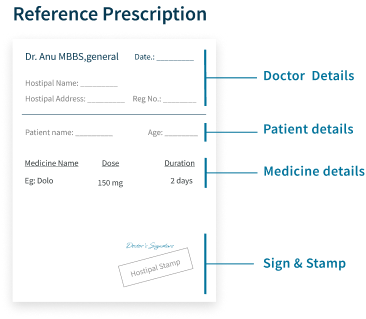 Reference Prescription
Dr. Anu MBBS,general Date.: ________
Hostipal Name: ________
Hostipal Address: ________ Reg No.: ________
Doctor Details
Patient name: ________ Age: ________
Patient details
Medicine Name Dose Duration
Eg: Dolo 150 mg 2 days
Medicine details
Doctor's Signature
Hostipal Stamp
Sign & Stamp